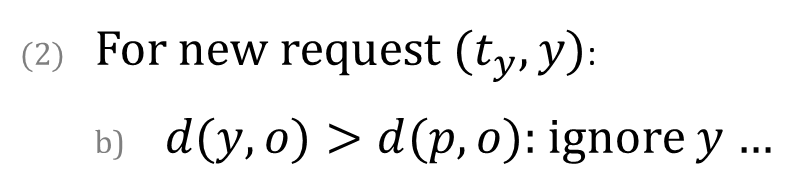 (2) For new request (t_y, y):
b) d(y, o) > d(p, o): ignore y ...